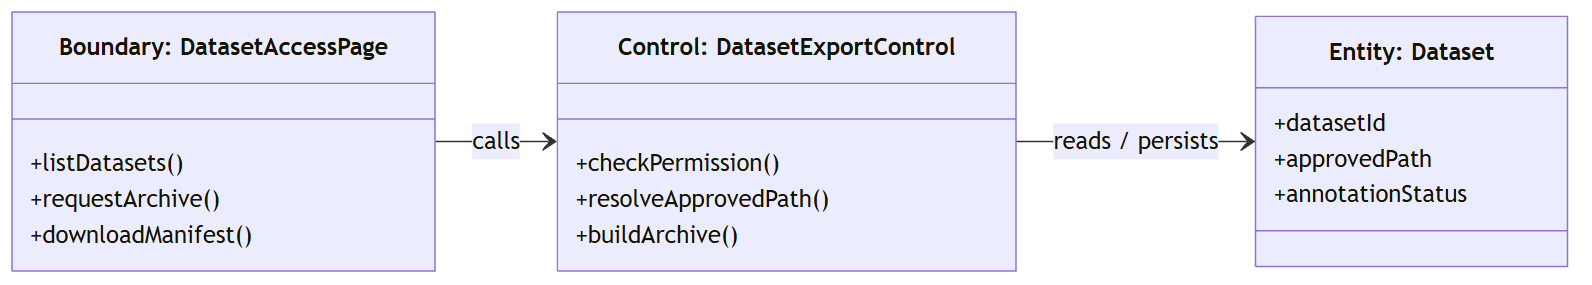 Boundary: DatasetAccessPage
+listDatasets()
+requestArchive()
+downloadManifest()
calls
Control: DatasetExportControl
+checkPermission()
+resolveApprovedPath()
+buildArchive()
reads / persists
Entity: Dataset
+datasetId
+approvedPath
+annotationStatus